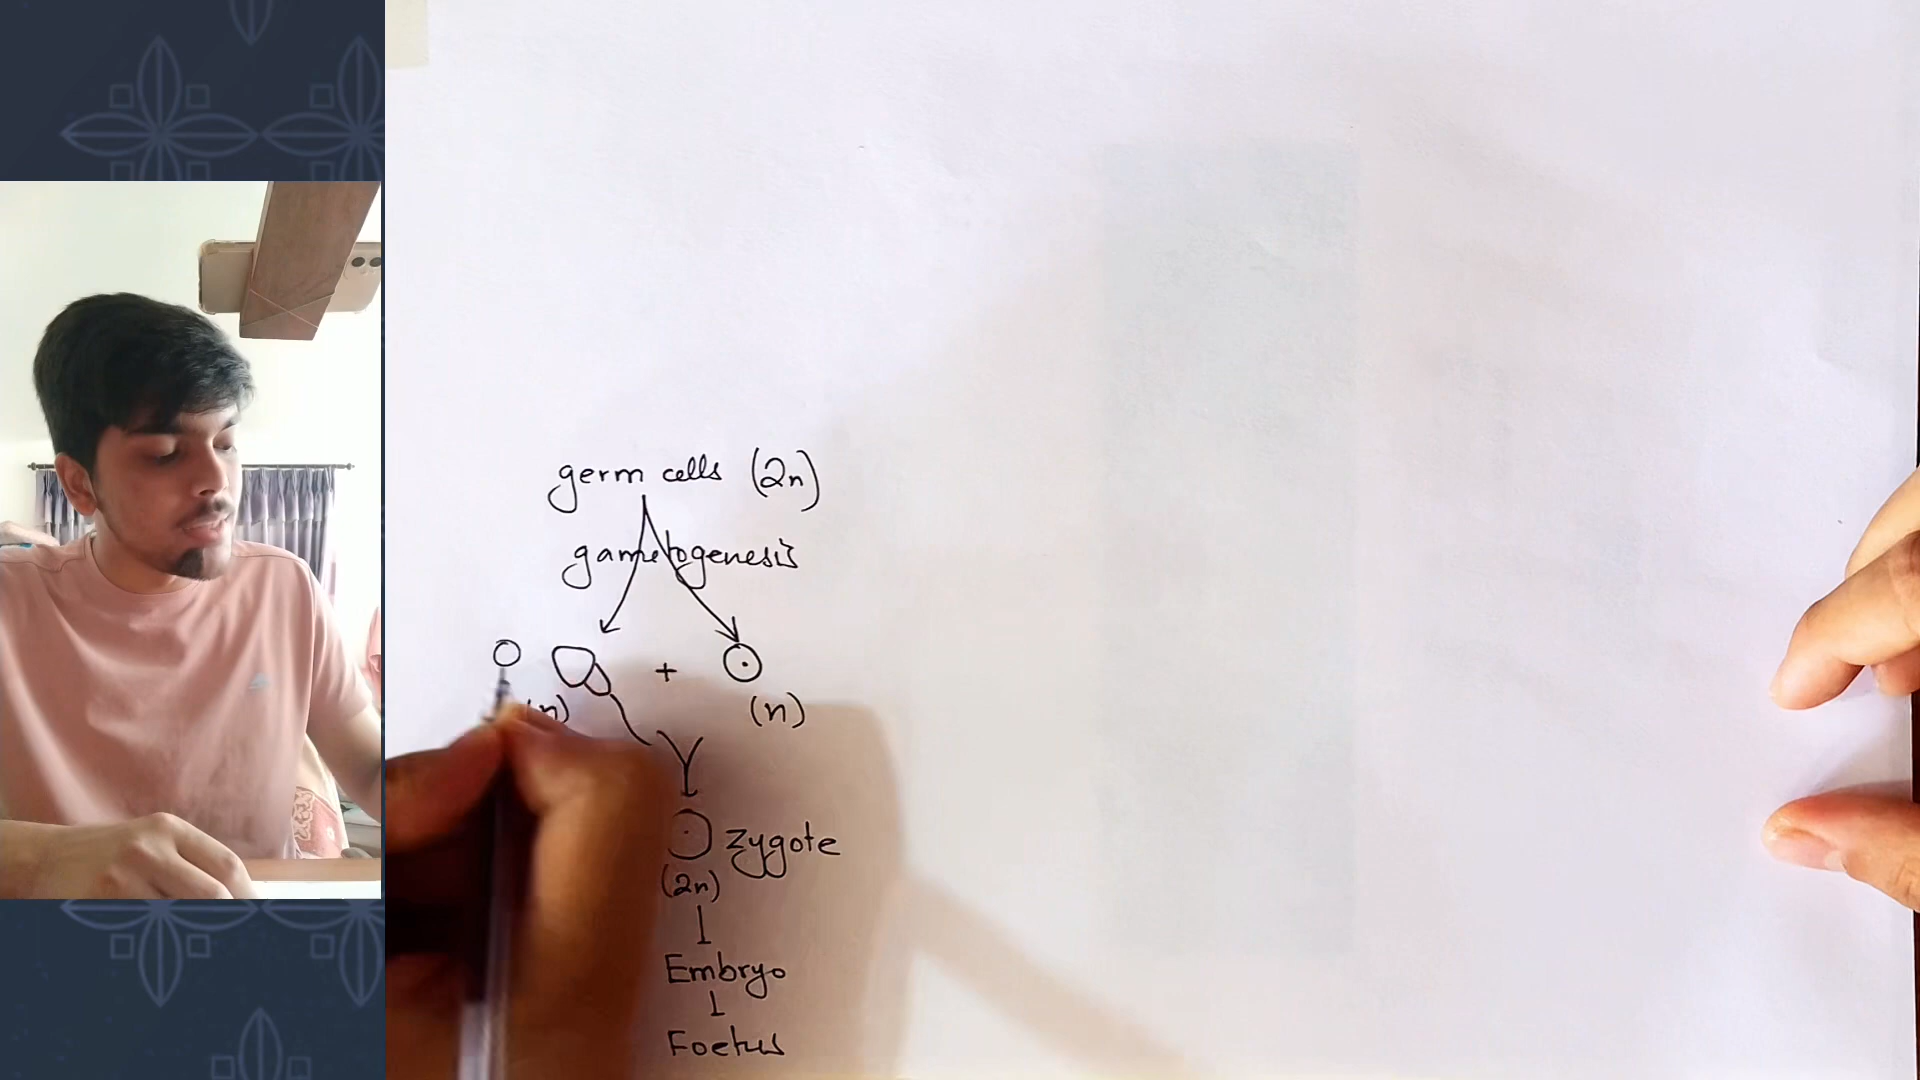 germ cells (2n)
gametogenesis
+
(n) (n)
zygote
(2n)
Embryo
Foetus